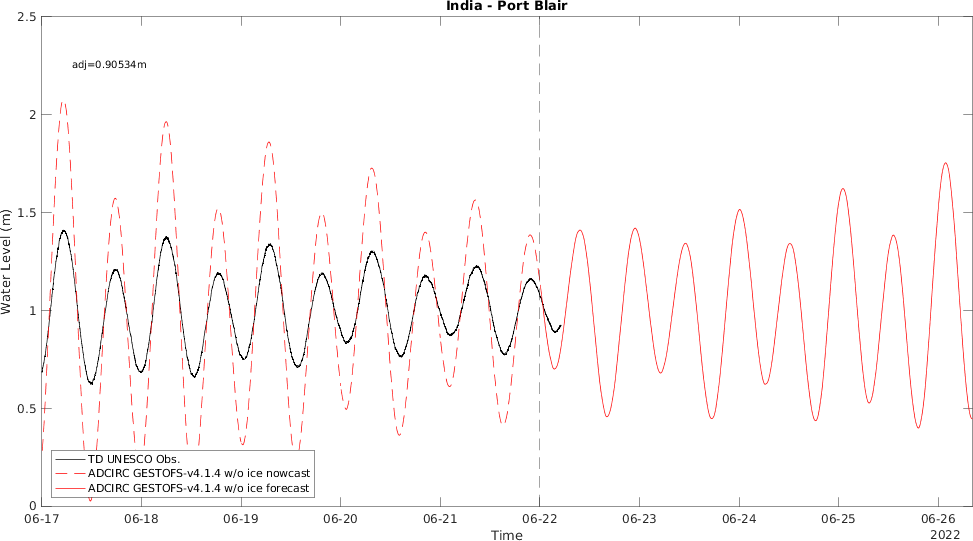 India - Port Blair
adj=0.90534m
Water Level (m)
2.5
2
1.5
1
0.5
0
TD UNESCO Obs.
ADCIRC GESTOFS-v4.1.4 w/o ice nowcast
ADCIRC GESTOFS-v4.1.4 w/o ice forecast
06-17 06-18 06-19 06-20 06-21 06-22 06-23 06-24 06-25 06-26
Time
2022